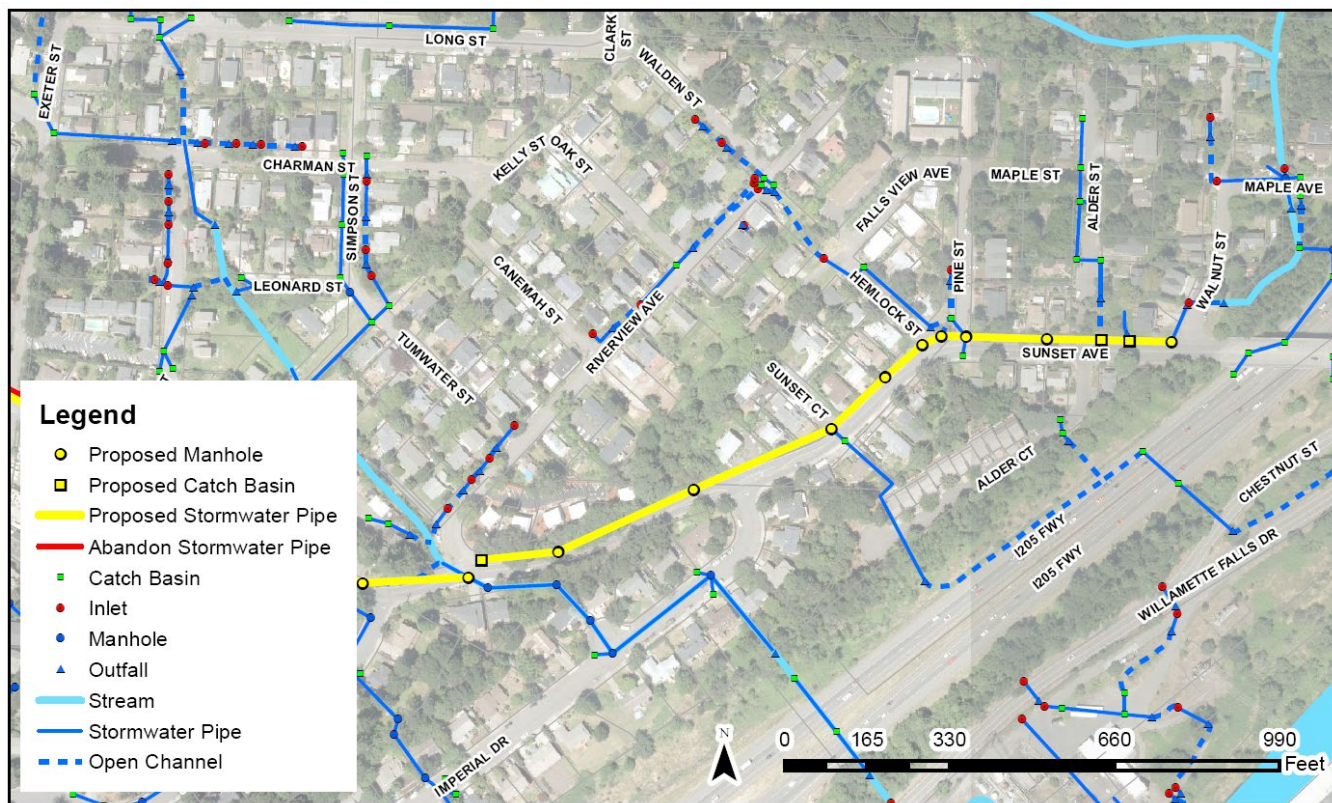 LONG ST
CLARK
ST
EXETER ST
WALDEN ST
KELLY ST
OAK ST
CHARMAN ST
SIMPSON ST
FALLS VIEW AVE
MAPLE ST
ALDER ST
MAPLE AVE
LEONARD ST
CANEMAH ST
RIVERVIEW AVE
PINE ST
WALNUT ST
HEMLOCK ST
SUNSET AVE
TUMWATER ST
SUNSET CT
ALDER CT
CHESTNUT ST
I205 FWY
I205 FWY
WILLAMETTE FALLS DR
IMPERIAL DR
Legend
Proposed Manhole
Proposed Catch Basin
Proposed Stormwater Pipe
Abandon Stormwater Pipe
Catch Basin
Inlet
Manhole
Outfall
Stream
Stormwater Pipe
Open Channel
N
0 165 330 660 990
Feet